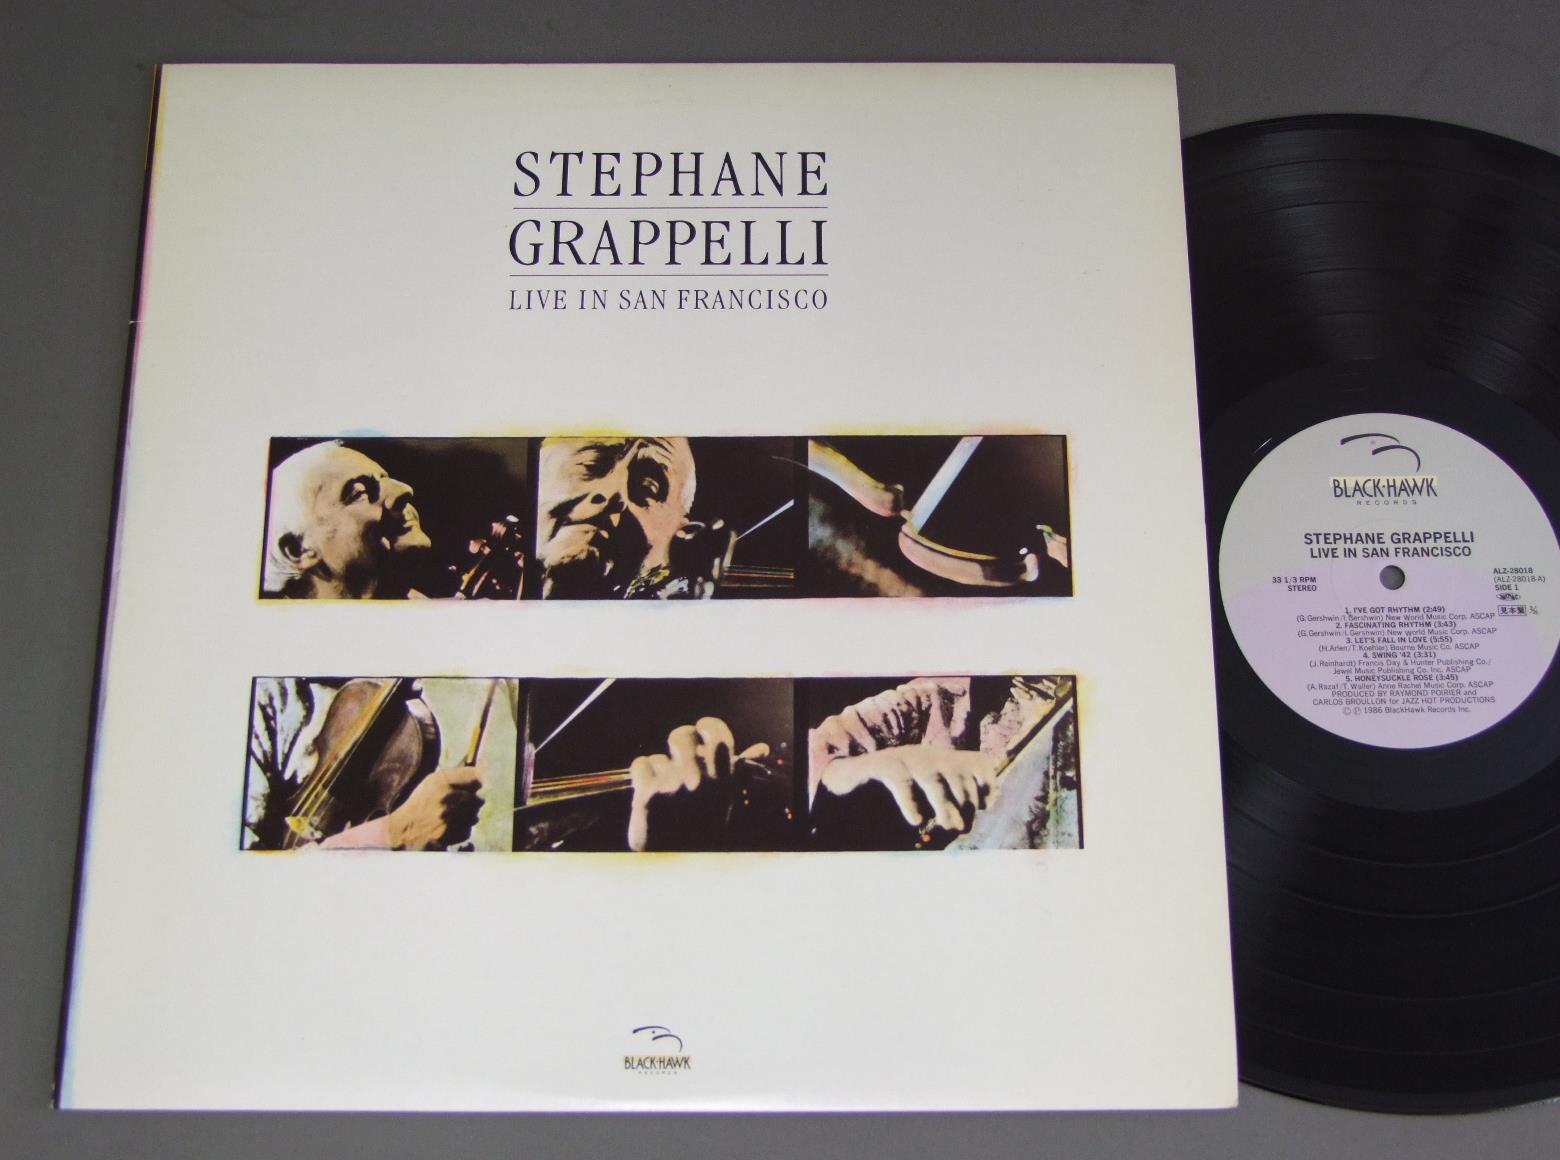 STEPHANE
GRAPPELLI
LIVE IN SAN FRANCISCO
BLACK-HAWK
RECORDS
BLACK-HAWK
RECORDS
STEPHANE GRAPPELLI
LIVE IN SAN FRANCISCO
33 1/3 RPM
STEREO
ALZ-28018
(ALZ-28018-A)
SIDE 1
見本盤
1. I'VE GOT RHYTHM (2:49)
(G. Gershwin/I. Gershwin) New World Music Corp. ASCAP
2. FASCINATING RHYTHM (3:43)
(G. Gershwin/I. Gershwin) New World Music Corp. ASCAP
3. LET'S FALL IN LOVE (5:55)
(H. Arlen/T. Koehler) Bourne Music Co. ASCAP
4. SWING '42 (3:31)
(J. Reinhardt) Francis Day & Hunter Publishing Co./
Jewel Music Publishing Co. Inc. ASCAP
5. HONEYSUCKLE ROSE (3:45)
(A. Razaf/T. Waller) Anne Rachel Music Corp. ASCAP
PRODUCED BY RAYMOND POIRIER and
CARLOS BROULLON for JAZZ HOT PRODUCTIONS
© ℗ 1986 BlackHawk Records Inc.